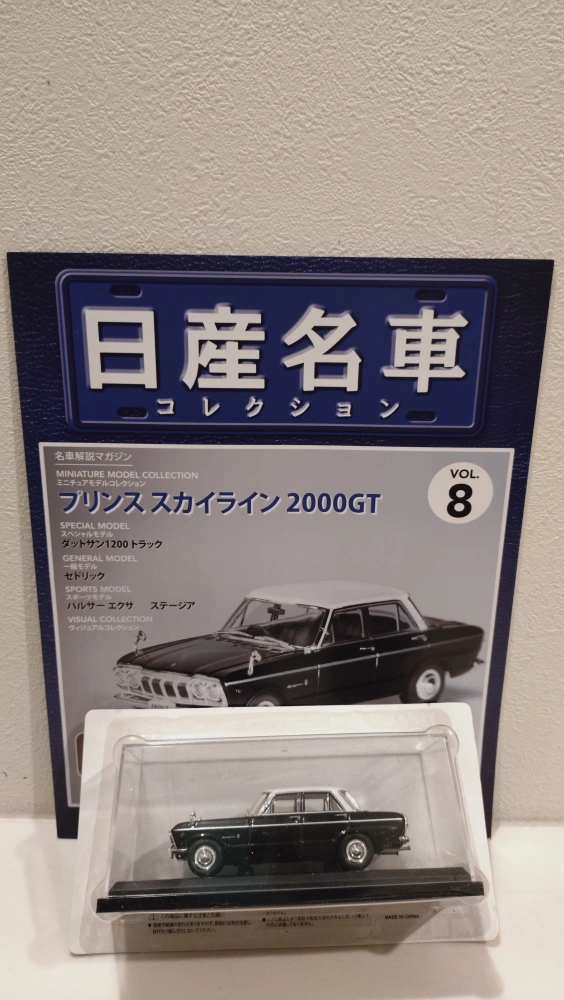 日産名車
コレクション
名車解説マガジン
MINIATURE MODEL COLLECTION
ミニチュアモデルコレクション
プリンス スカイライン 2000GT
VOL.
8
SPECIAL MODEL
スペシャルモデル
ダットサン1200 トラック
GENERAL MODEL
一般モデル
セドリック
SPORTS MODEL
スポーツモデル
パルサー エクサ ステージア
VISUAL COLLECTION
ヴィジュアルコレクション
MADE IN CHINA